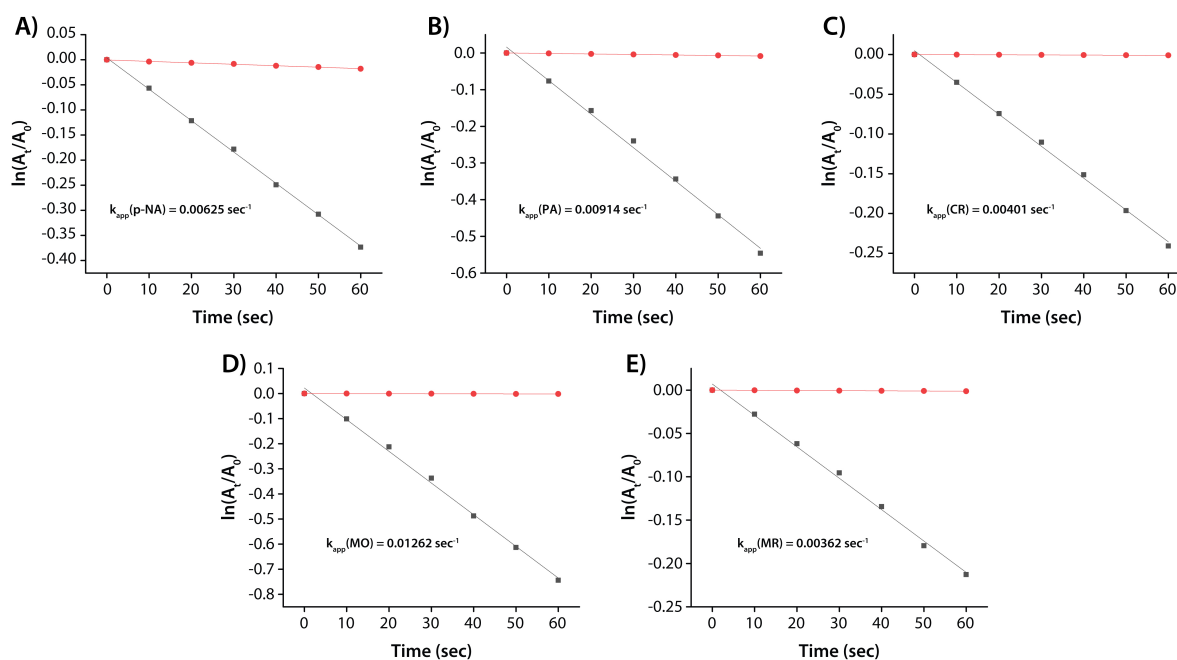 A)
ln(At/A0)
0.05
0.00
-0.05
-0.10
-0.15
-0.20
-0.25
-0.30
-0.35
-0.40
kapp(p-NA) = 0.00625 sec-1
0 10 20 30 40 50 60
Time (sec)
B)
ln(At/A0)
0.0
-0.1
-0.2
-0.3
-0.4
-0.5
-0.6
kapp(PA) = 0.00914 sec-1
0 10 20 30 40 50 60
Time (sec)
C)
ln(At/A0)
0.00
-0.05
-0.10
-0.15
-0.20
-0.25
kapp(CR) = 0.00401 sec-1
0 10 20 30 40 50 60
Time (sec)
D)
ln(At/A0)
0.1
0.0
-0.1
-0.2
-0.3
-0.4
-0.5
-0.6
-0.7
-0.8
kapp(MO) = 0.01262 sec-1
0 10 20 30 40 50 60
Time (sec)
E)
ln(At/A0)
0.00
-0.05
-0.10
-0.15
-0.20
-0.25
kapp(MR) = 0.00362 sec-1
0 10 20 30 40 50 60
Time (sec)